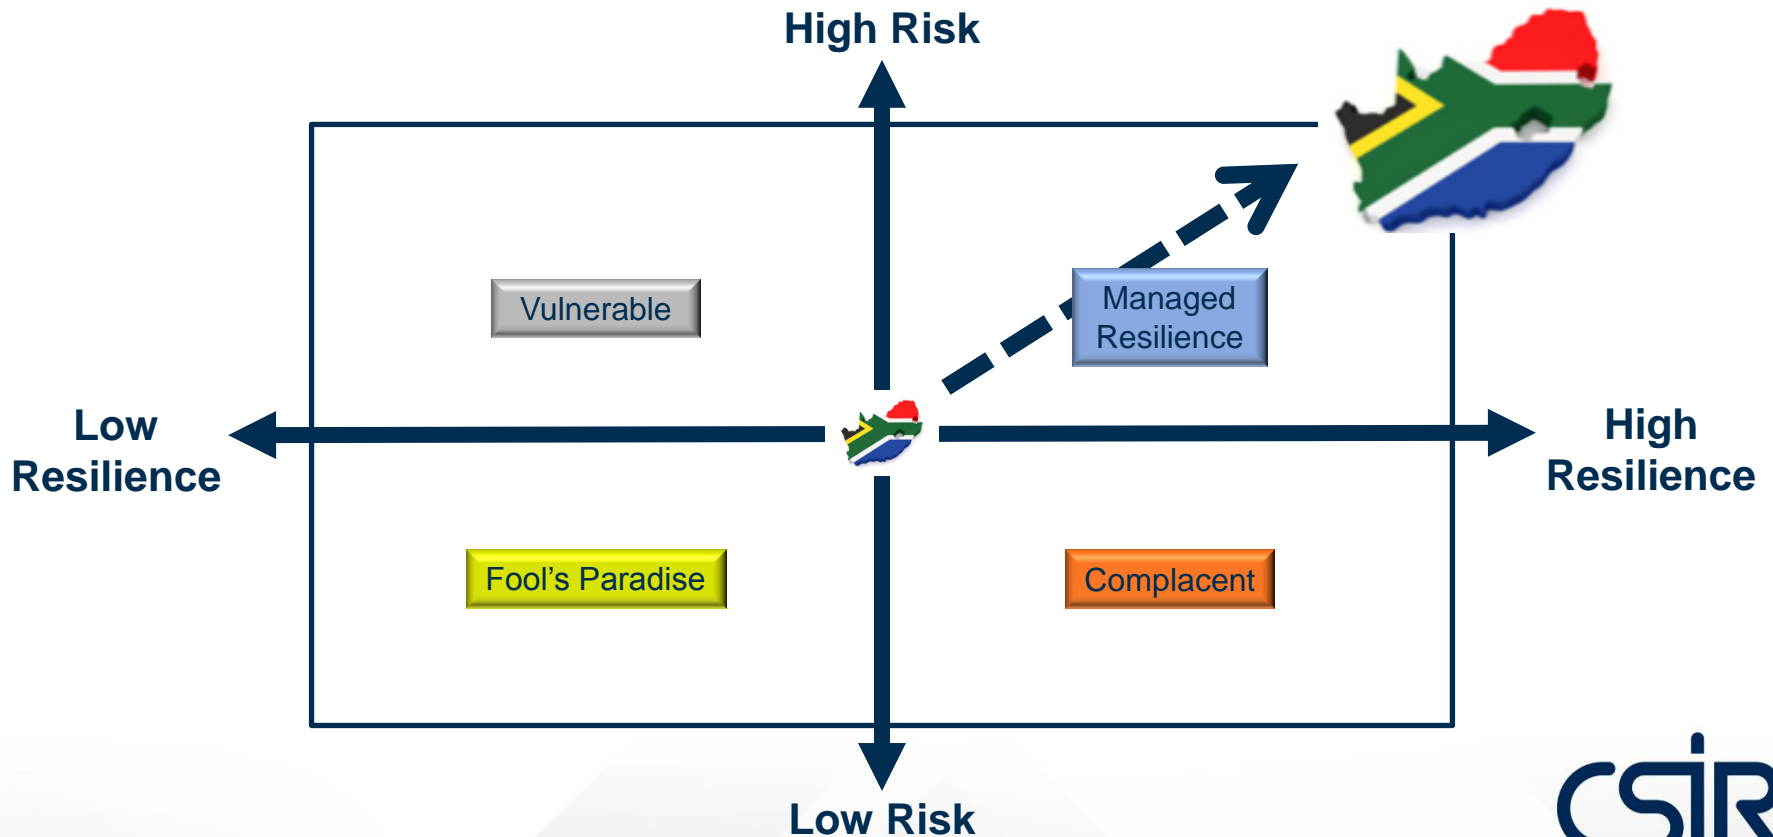 High Risk
Vulnerable
Managed
Resilience
Low
Resilience
High
Resilience
Fool's Paradise
Complacent
Low Risk
CSIR